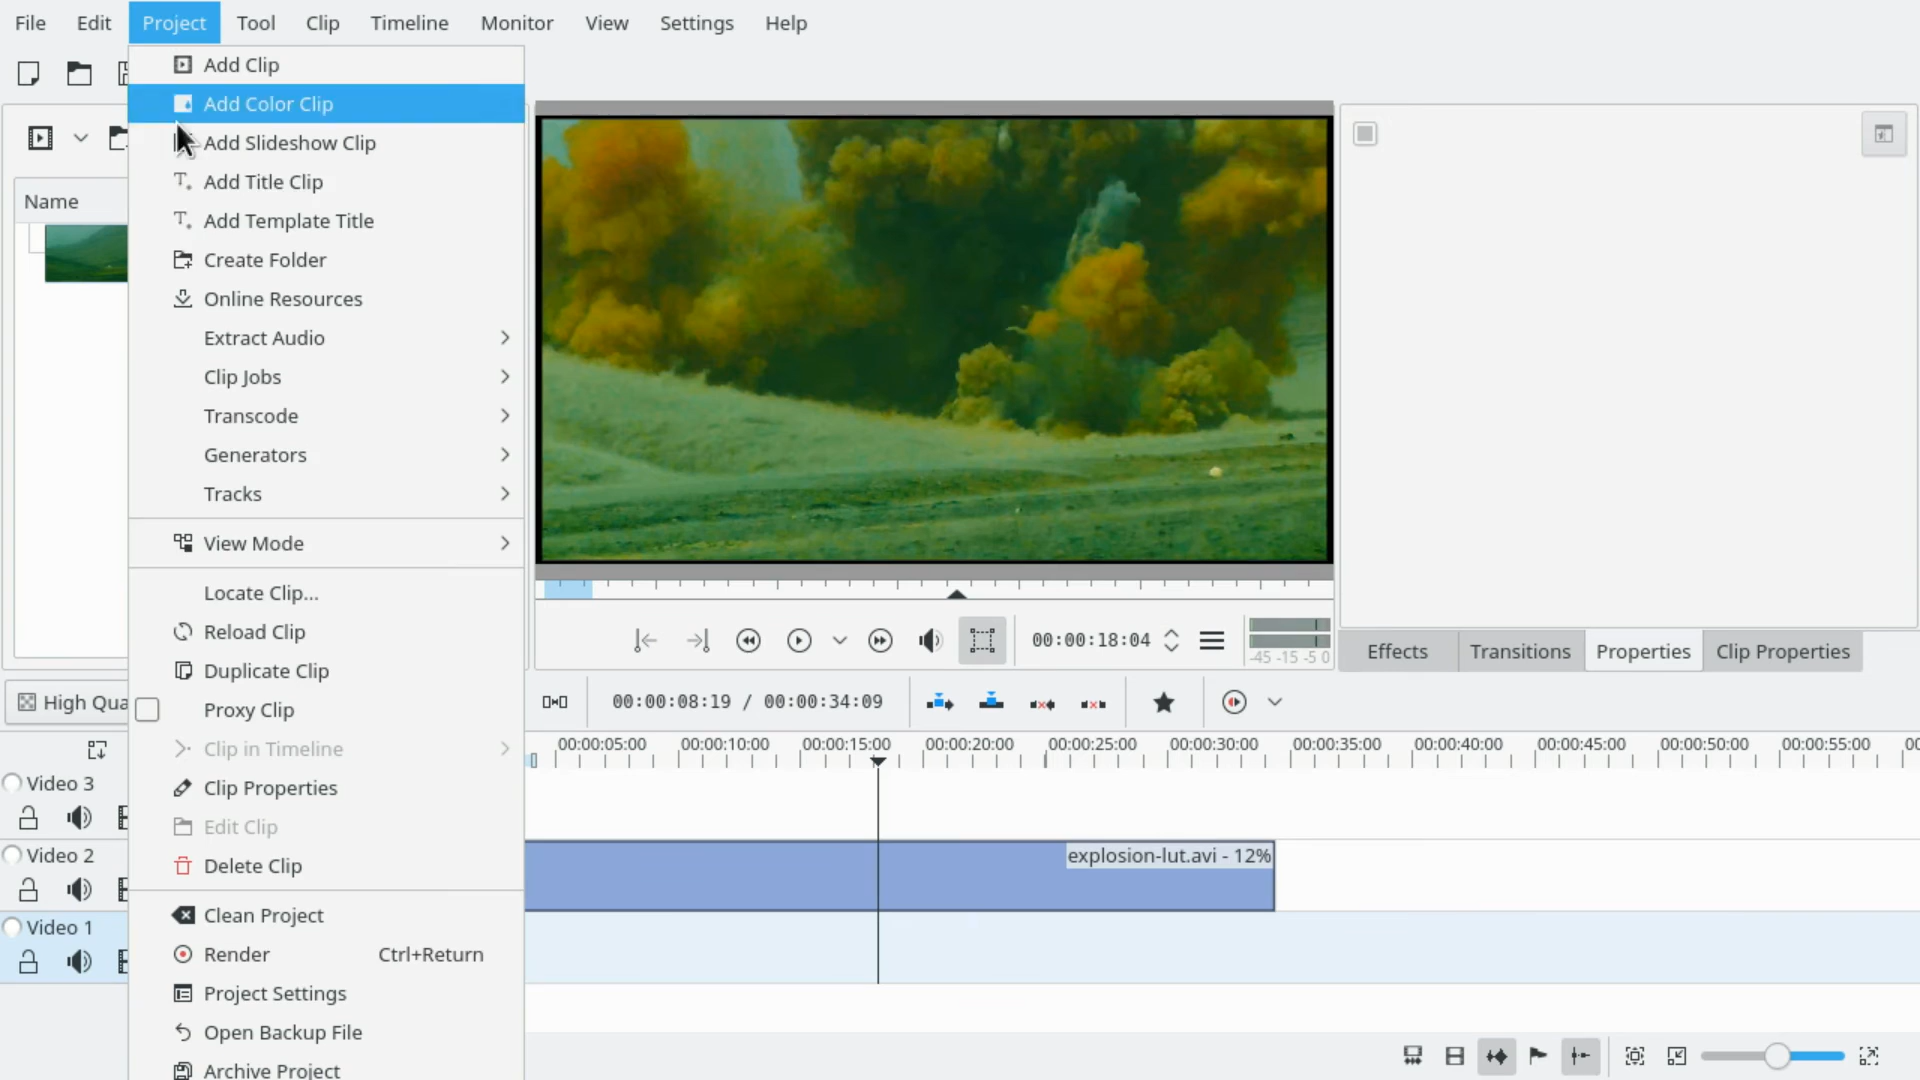 File Edit Project Tool Clip Timeline Monitor View Settings Help
Add Clip
Add Color Clip
Add Slideshow Clip
Add Title Clip
Add Template Title
Create Folder
Online Resources
Extract Audio
Clip Jobs
Transcode
Generators
Tracks
View Mode
Locate Clip...
Reload Clip
Duplicate Clip
Proxy Clip
Clip in Timeline
Clip Properties
Edit Clip
Delete Clip
Clean Project
Render Ctrl+Return
Project Settings
Open Backup File
Archive Project
Name
00:00:18:04
-45 -15 -5 0
Effects Transitions Properties Clip Properties
High Qua
00:00:08:19 / 00:00:34:09
00:00:05:00 00:00:10:00 00:00:15:00 00:00:20:00 00:00:25:00 00:00:30:00 00:00:35:00 00:00:40:00 00:00:45:00 00:00:50:00 00:00:55:00 00
Video 3
Video 2
explosion-lut.avi - 12%
Video 1